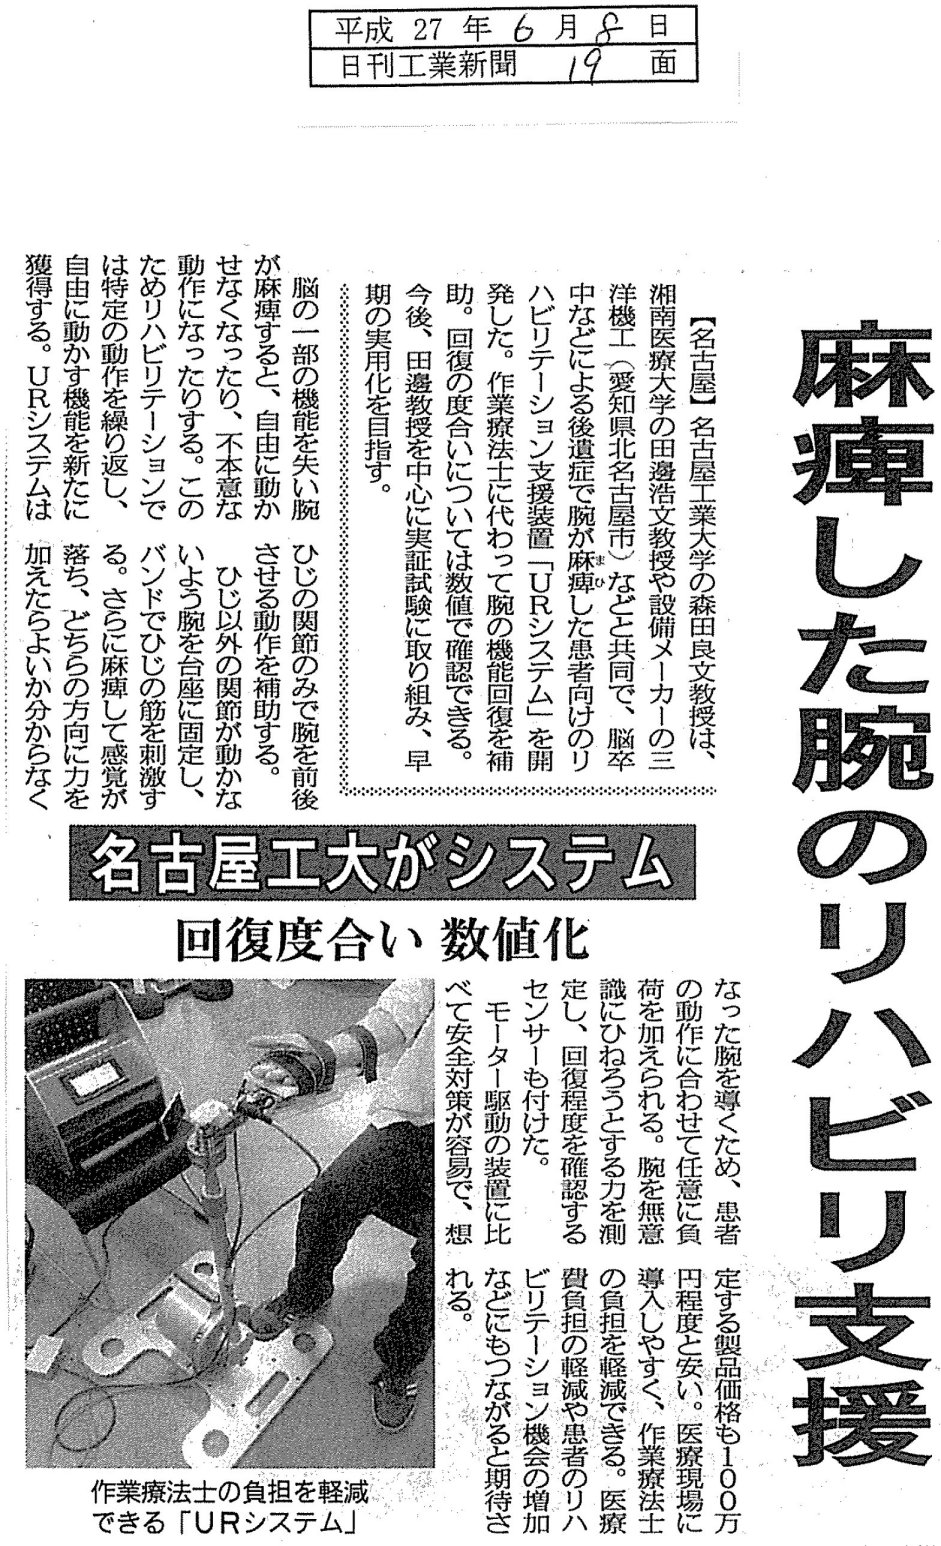 平成 27 年 6 月 8 日
日刊工業新聞 19 面
麻痺した腕のリハビリ支援
名古屋工大がシステム
回復度合い 数値化
【名古屋】名古屋工業大学の森田良文教授は、
湘南医療大学の田邊浩文教授や設備メーカーの三
洋機工（愛知県北名古屋市）などと共同で、脳卒
中などによる後遺症で腕が麻痺した患者向けのリ
まひ
ハビリテーション支援装置「URシステム」を開
発した。作業療法士に代わって腕の機能回復を補
助。回復の度合いについては数値で確認できる。
今後、田邊教授を中心に実証試験に取り組み、早
期の実用化を目指す。
脳の一部の機能を失い腕
が麻痺すると、自由に動か
せなくなったり、不本意な
動作になったりする。この
ためリハビリテーションで
は特定の動作を繰り返し、
自由に動かす機能を新たに
獲得する。URシステムは
ひじの関節のみで腕を前後
させる動作を補助する。
ひじ以外の関節が動かな
いよう腕を台座に固定し、
バンドでひじの筋を刺激す
る。さらに麻痺して感覚が
落ち、どちらの方向に力を
加えたらよいか分からなく
なった腕を導くため、患者
の動作に合わせて任意に負
荷を加えられる。腕を無意
識にひねろうとする力を測
定し、回復程度を確認する
センサーも付けた。
モーター駆動の装置に比
べて安全対策が容易で、想
定する製品価格も100万
円程度と安い。医療現場に
導入しやすく、作業療法士
の負担を軽減できる。医療
費負担の軽減や患者のリハ
ビリテーション機会の増加
などにもつながると期待さ
れる。
作業療法士の負担を軽減
できる「URシステム」